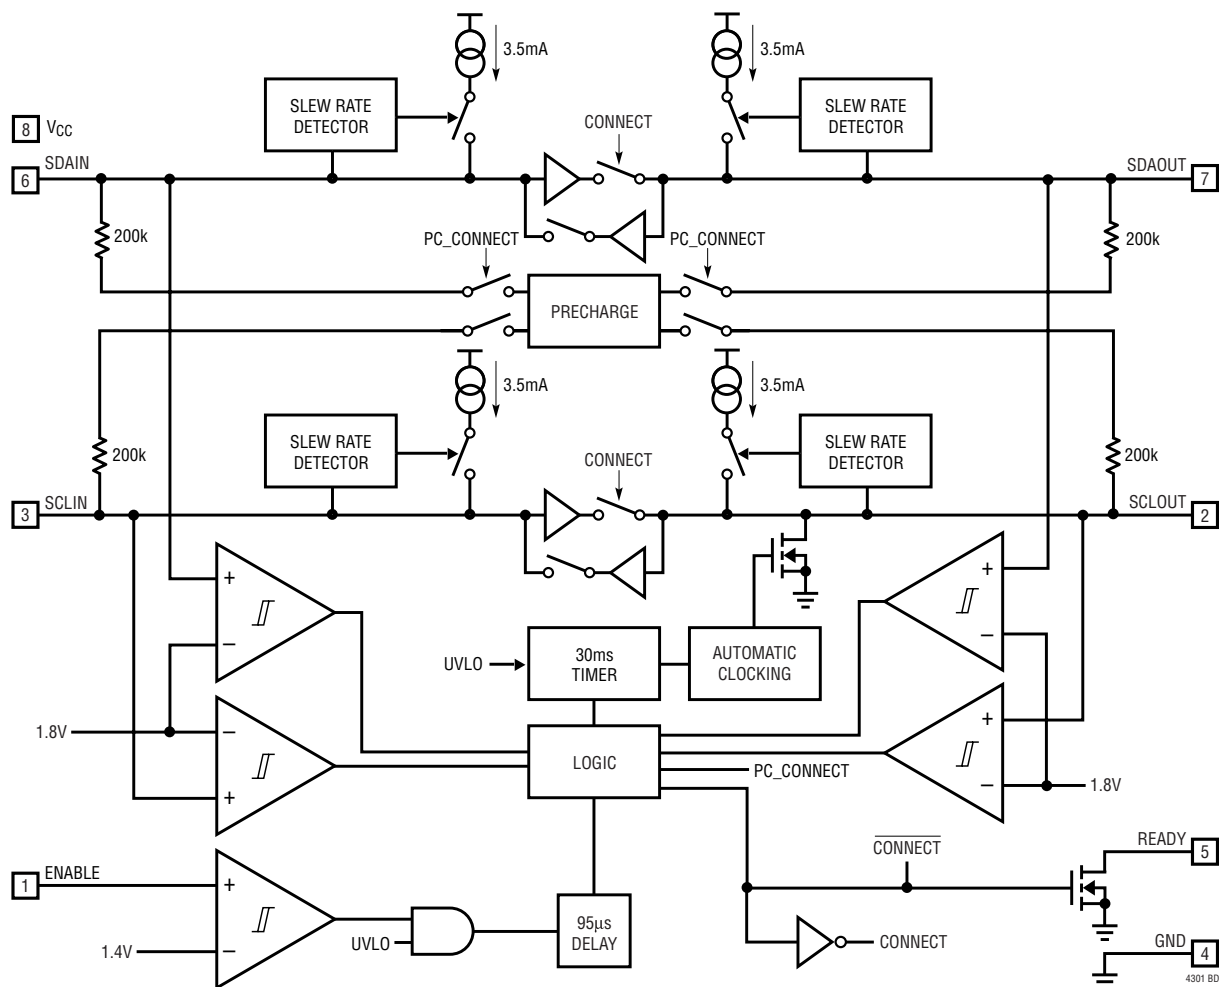 3.5mA
3.5mA
SLEW RATE
DETECTOR
CONNECT
SLEW RATE
DETECTOR
8 VCC
6 SDAIN
SDAOUT 7
200k
PC_CONNECT
PC_CONNECT
200k
PRECHARGE
3.5mA
3.5mA
SLEW RATE
DETECTOR
CONNECT
SLEW RATE
DETECTOR
200k
200k
3 SCLIN
SCLOUT 2
+
+
−
−
UVLO
30ms
TIMER
AUTOMATIC
CLOCKING
1.8V
−
+
LOGIC
PC_CONNECT
+
−
1.8V
CONNECT
READY 5
1 ENABLE
+
95µs
DELAY
UVLO
1.4V
−
CONNECT
GND 4
4301 BD